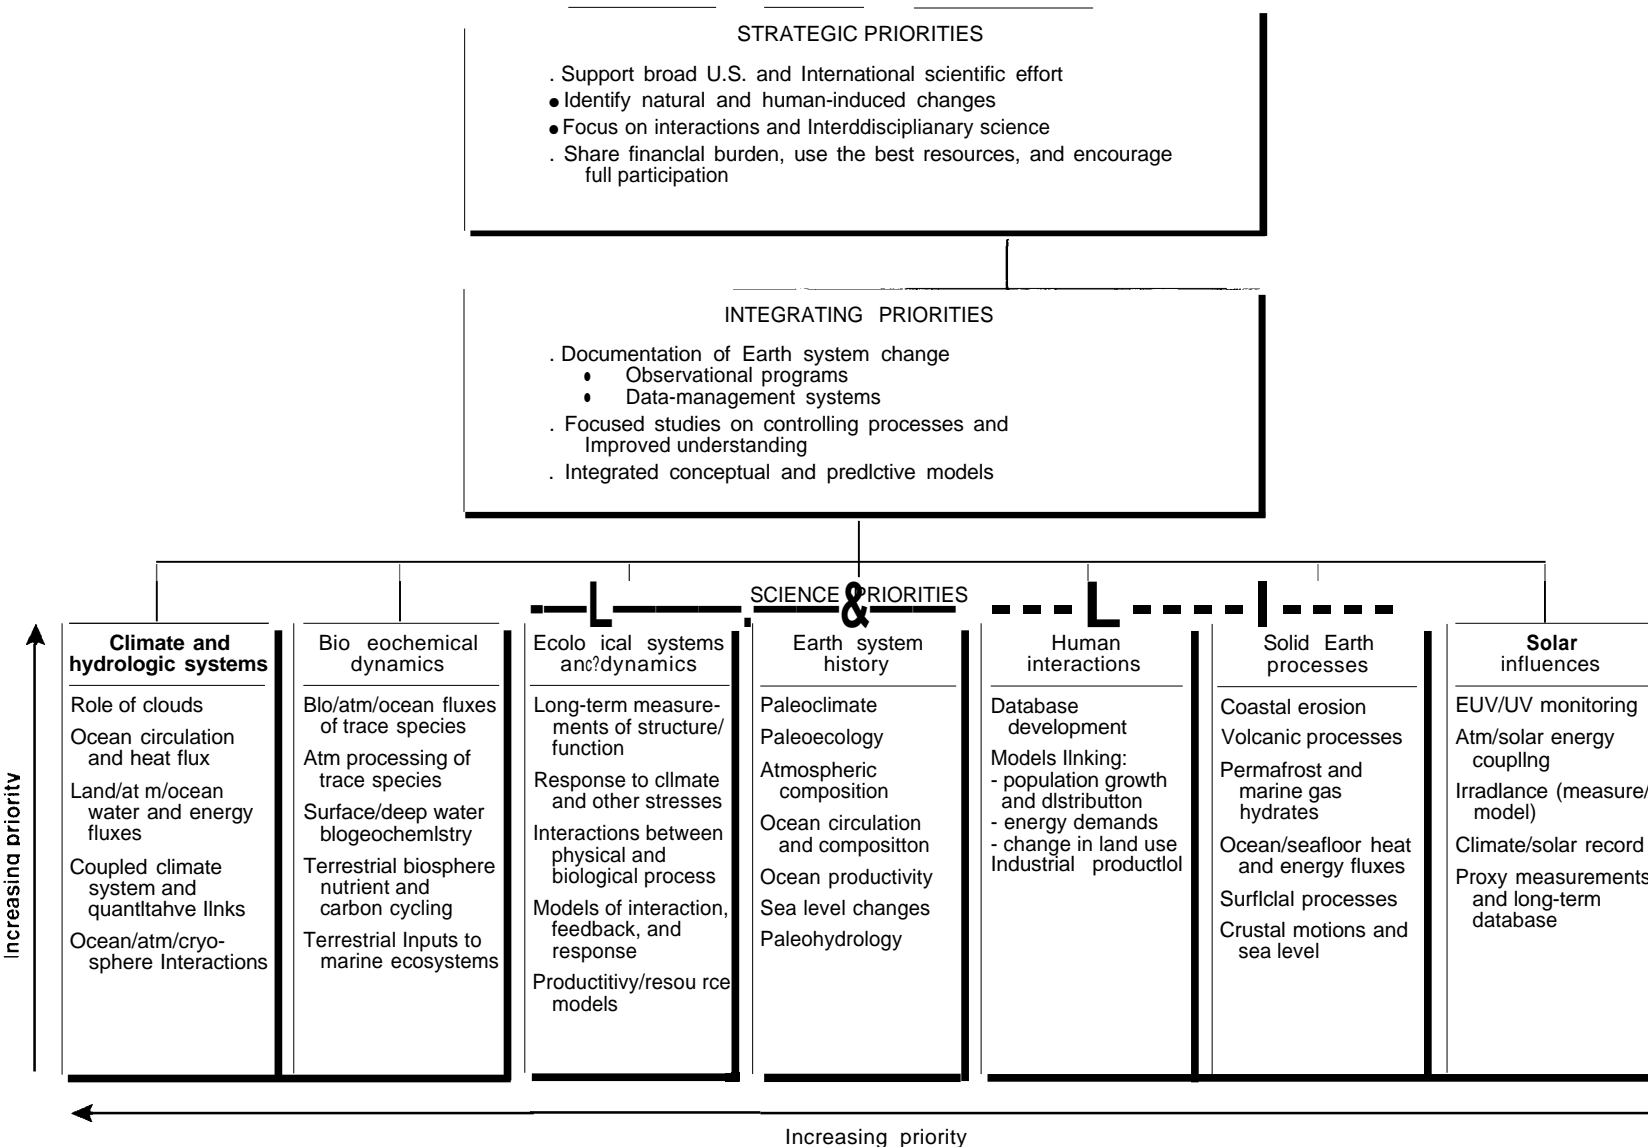 STRATEGIC PRIORITIES
. Support broad U.S. and International scientific effort
● Identify natural and human-induced changes
● Focus on interactions and Interddisciplianary science
. Share financlal burden, use the best resources, and encourage
full participation
INTEGRATING PRIORITIES
. Documentation of Earth system change
● Observational programs
● Data-management systems
. Focused studies on controlling processes and
Improved understanding
. Integrated conceptual and predlctive models
SCIENCE PRIORITIES
Increasing priority
Climate and
hydrologic systems
Role of clouds
Ocean circulation
and heat flux
Land/at m/ocean
water and energy
fluxes
Coupled climate
system and
quantltahve llnks
Ocean/atm/cryo-
sphere Interactions
Bio eochemical
dynamics
Blo/atm/ocean fluxes
of trace species
Atm processing of
trace species
Surface/deep water
blogeochemlstry
Terrestrial biosphere
nutrient and
carbon cycling
Terrestrial Inputs to
marine ecosystems
Ecolo ical systems
anc?dynamics
Long-term measure-
ments of structure/
function
Response to cllmate
and other stresses
Interactions between
physical and
biological process
Models of interaction,
feedback, and
response
Productitivy/resou rce
models
Earth system
history
Paleoclimate
Paleoecology
Atmospheric
composition
Ocean circulation
and compositton
Ocean productivity
Sea level changes
Paleohydrology
Human
interactions
Database
development
Models llnking:
- population growth
and dlstributton
- energy demands
- change in land use
Industrial productlol
Solid Earth
processes
Coastal erosion
Volcanic processes
Permafrost and
marine gas
hydrates
Ocean/seafloor heat
and energy fluxes
Surflclal processes
Crustal motions and
sea level
Solar
influences
EUV/UV monitoring
Atm/solar energy
coupllng
Irradlance (measure/
model)
Climate/solar record
Proxy measurements
and long-term
database
Increasing priority